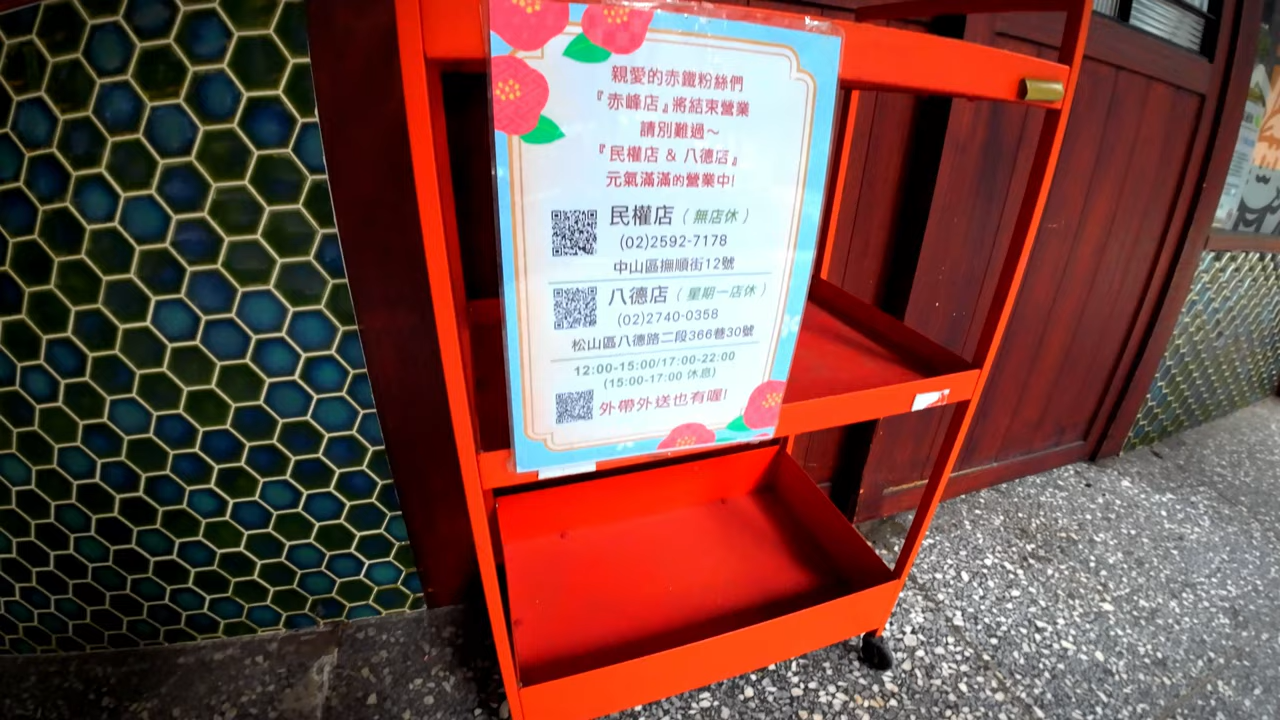 親愛的赤鐵粉絲們
『赤峰店』將結束營業
請別難過～
『民權店 & 八德店』
元氣滿滿的營業中!
民權店（無店休）
(02)2592-7178
中山區撫順街12號
八德店（星期一店休）
(02)2740-0358
松山區八德路二段366巷30號
12:00-15:00/17:00-22:00
(15:00-17:00 休息)
外帶外送也有喔!